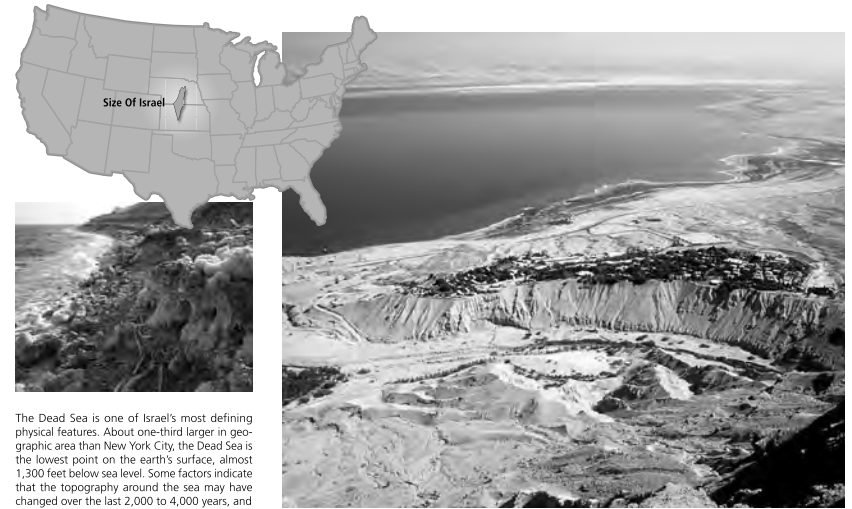 Size Of Israel
The Dead Sea is one of Israel's most defining
physical features. About one-third larger in geo-
graphic area than New York City, the Dead Sea is
the lowest point on the earth's surface, almost
1,300 feet below sea level. Some factors indicate
that the topography around the sea may have
changed over the last 2,000 to 4,000 years, and